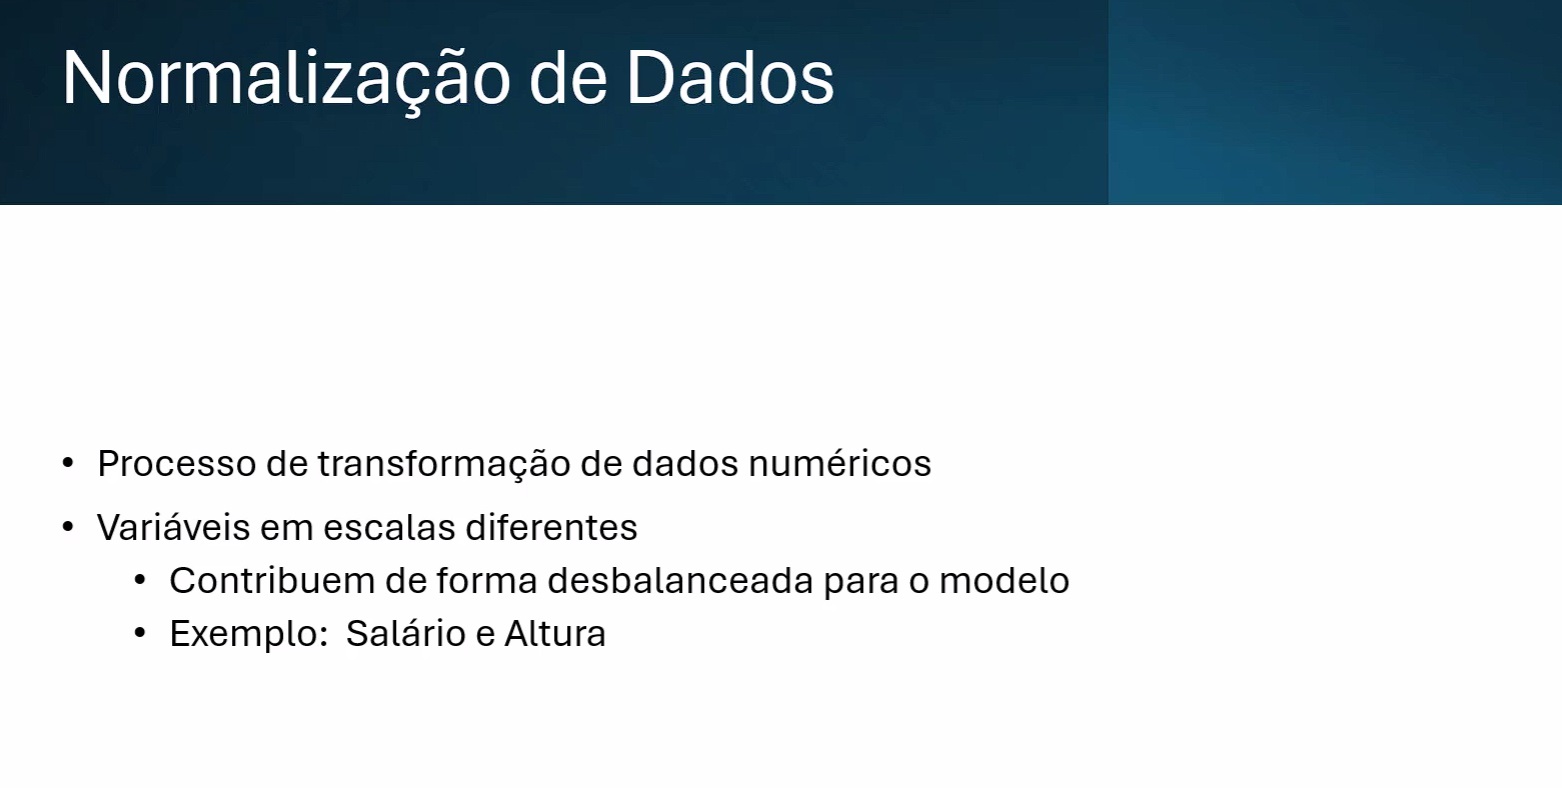 Normalização de Dados
• Processo de transformação de dados numéricos
• Variáveis em escalas diferentes
• Contribuem de forma desbalanceada para o modelo
• Exemplo:  Salário e Altura